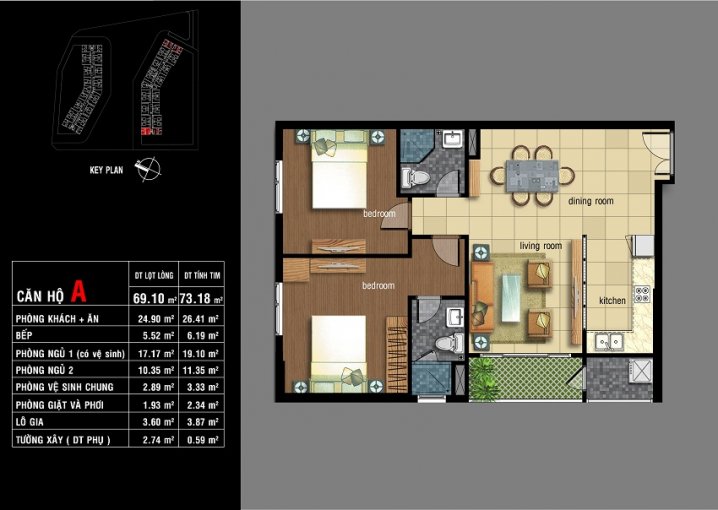 KEY PLAN
CĂN HỘ A
DT LỌT LÒNG DT TÍNH TIM
69.10 m² 73.18 m²
PHÒNG KHÁCH + ĂN 24.90 m² 26.41 m²
BẾP 5.52 m² 6.19 m²
PHÒNG NGỦ 1 (có vệ sinh) 17.17 m² 19.10 m²
PHÒNG NGỦ 2 10.35 m² 11.35 m²
PHÒNG VỆ SINH CHUNG 2.89 m² 3.33 m²
PHÒNG GIẶT VÀ PHƠI 1.93 m² 2.34 m²
LÔ GIA 3.60 m² 3.87 m²
TƯỜNG XÂY ( DT PHỤ ) 2.74 m² 0.59 m²
bedroom
dining room
living room
bedroom
kitchen